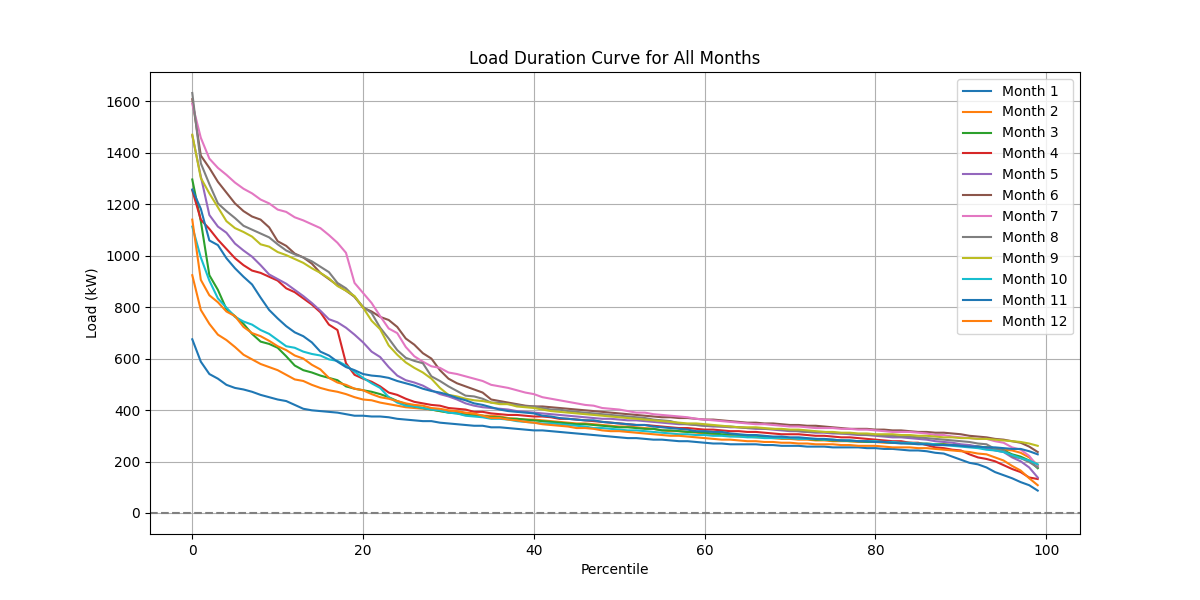 Load Duration Curve for All Months
Load (kW)
1600
1400
1200
1000
800
600
400
200
0
0 20 40 60 80 100
Percentile
Month 1
Month 2
Month 3
Month 4
Month 5
Month 6
Month 7
Month 8
Month 9
Month 10
Month 11
Month 12